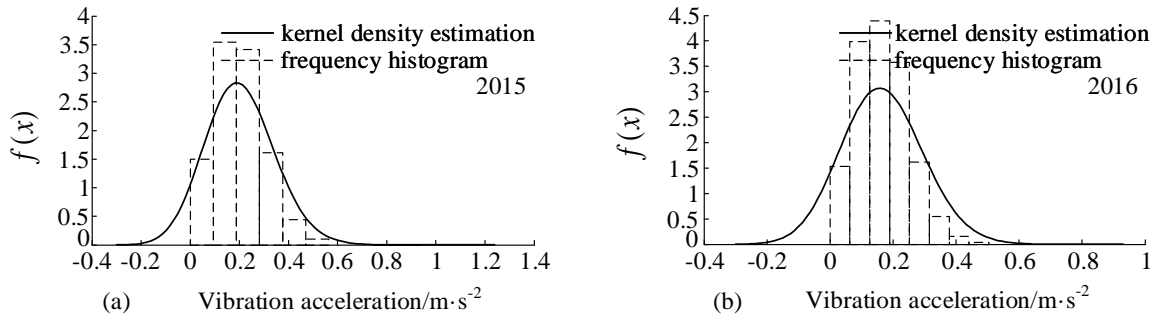 4
3.5
3
2.5
2
1.5
1
0.5
0
f (x)
kernel density estimation
frequency histogram
2015
-0.4 -0.2 0 0.2 0.4 0.6 0.8 1 1.2 1.4
(a) Vibration acceleration/m·s-2
4.5
4
3.5
3
2.5
2
1.5
1
0.5
0
f (x)
kernel density estimation
frequency histogram
2016
-0.4 -0.2 0 0.2 0.4 0.6 0.8 1
(b) Vibration acceleration/m·s-2